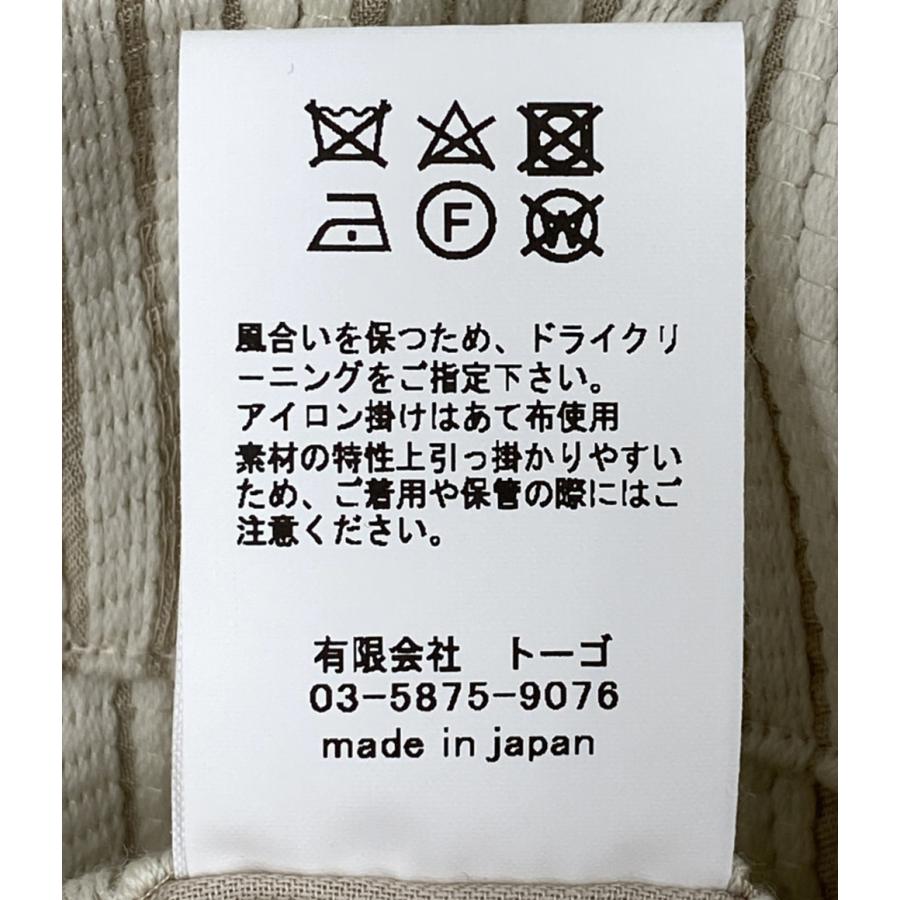 F W
風合いを保つため、ドライクリ
ーニングをご指定下さい。
アイロン掛けはあて布使用
素材の特性上引っ掛かりやすい
ため、ご着用や保管の際にはご
注意ください。
有限会社　トーゴ
03-5875-9076
made in japan